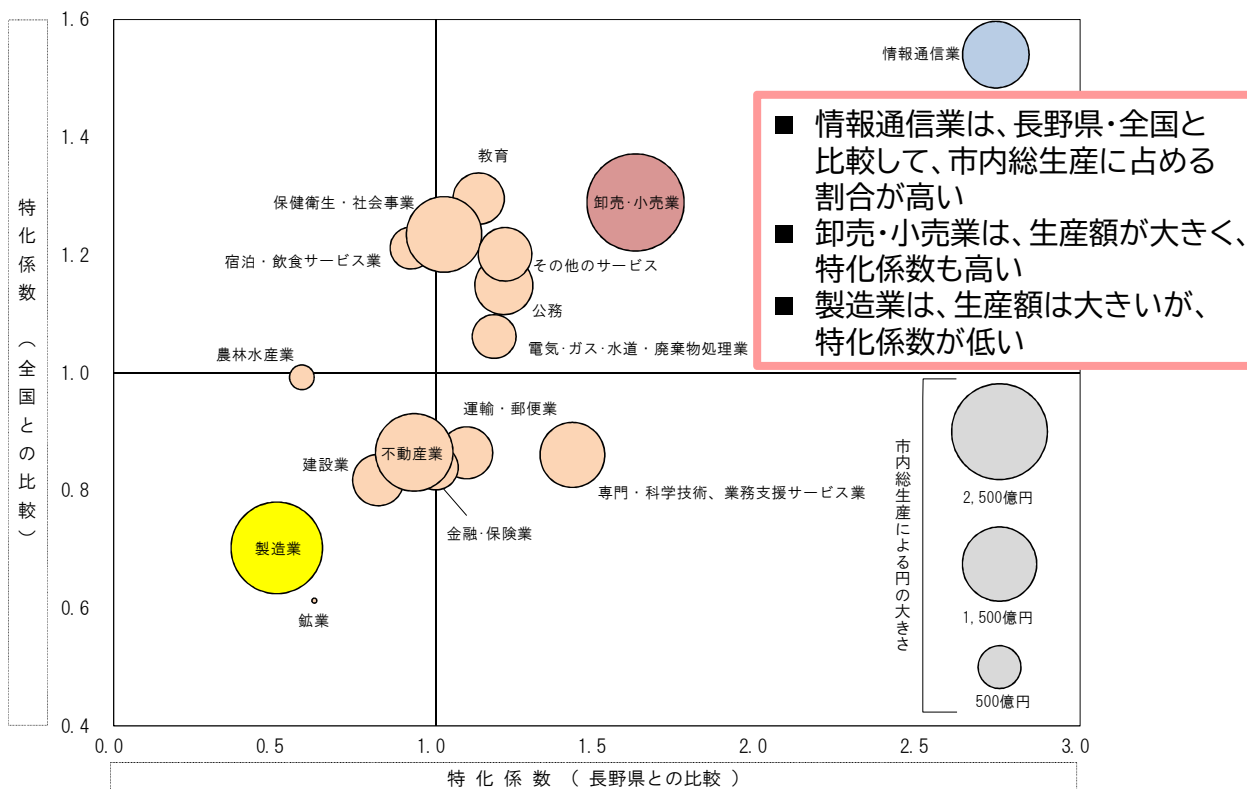 1.6
1.4
1.2
1.0
0.8
0.6
0.4
特化係数（全国との比較）
情報通信業
■ 情報通信業は、長野県・全国と
比較して、市内総生産に占める
割合が高い
■ 卸売・小売業は、生産額が大きく、
特化係数も高い
■ 製造業は、生産額は大きいが、
特化係数が低い
教育
保健衛生・社会事業
卸売・小売業
宿泊・飲食サービス業
その他のサービス
公務
電気・ガス・水道・廃棄物処理業
農林水産業
運輸・郵便業
不動産業
建設業
専門・科学技術、業務支援サービス業
金融・保険業
製造業
鉱業
市内総生産による円の大きさ
2,500億円
1,500億円
500億円
0.0
0.5
1.0
1.5
2.0
2.5
3.0
特化係数（長野県との比較）